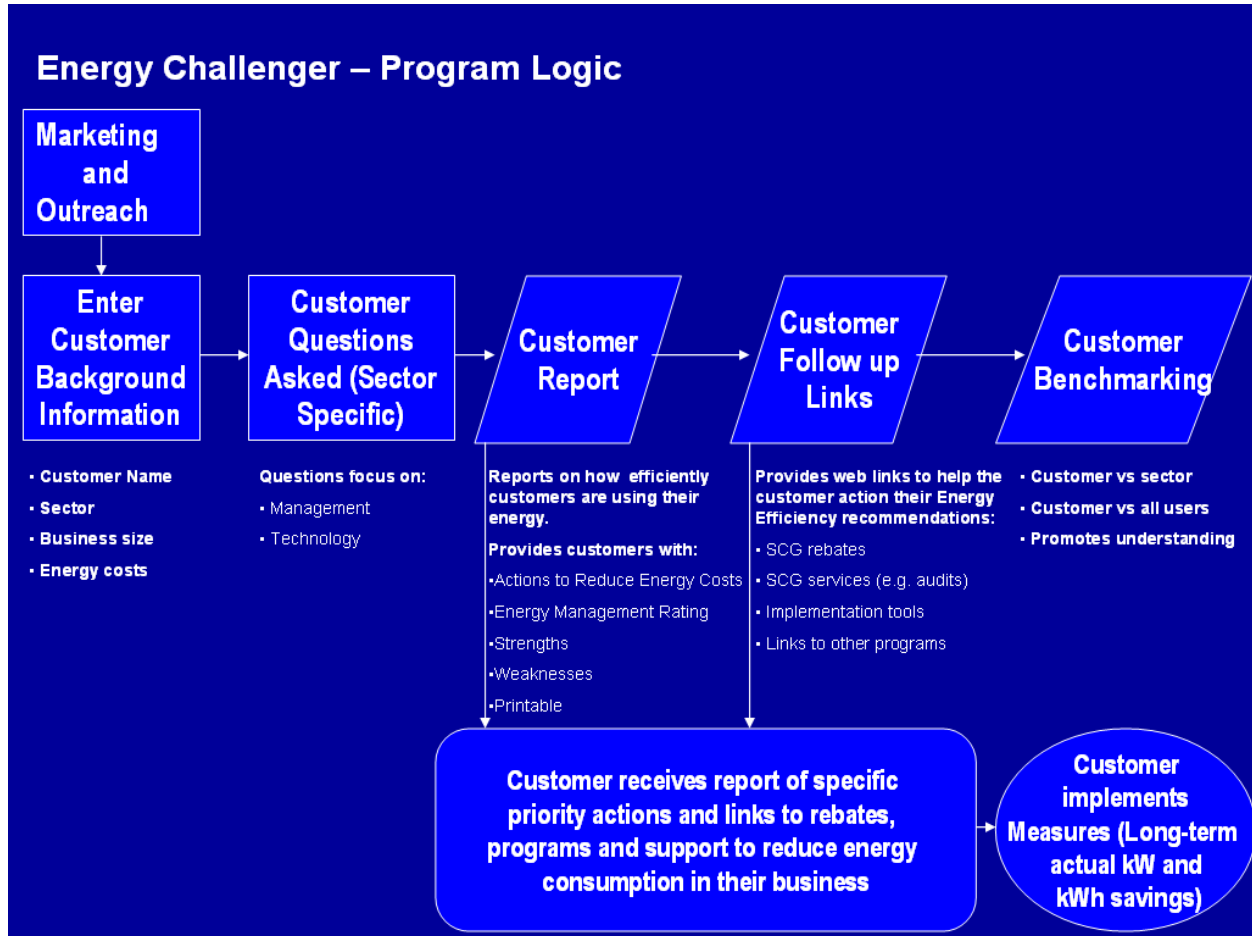 Energy Challenger – Program Logic
Marketing
and
Outreach
Enter
Customer
Background
Information
Customer
Questions
Asked (Sector
Specific)
Customer
Report
Customer
Follow up
Links
Customer
Benchmarking
▪ Customer Name
▪ Sector
▪ Business size
▪ Energy costs
Questions focus on:
▪ Management
▪ Technology
Reports on how efficiently
customers are using their
energy.
Provides customers with:
▪Actions to Reduce Energy Costs
▪Energy Management Rating
▪Strengths
▪Weaknesses
▪Printable
Provides web links to help the
customer action their Energy
Efficiency recommendations:
▪ SCG rebates
▪ SCG services (e.g. audits)
▪ Implementation tools
▪ Links to other programs
▪ Customer vs sector
▪ Customer vs all users
▪ Promotes understanding
Customer receives report of specific
priority actions and links to rebates,
programs and support to reduce energy
consumption in their business
Customer
implements
Measures (Long-term
actual kW and
kWh savings)